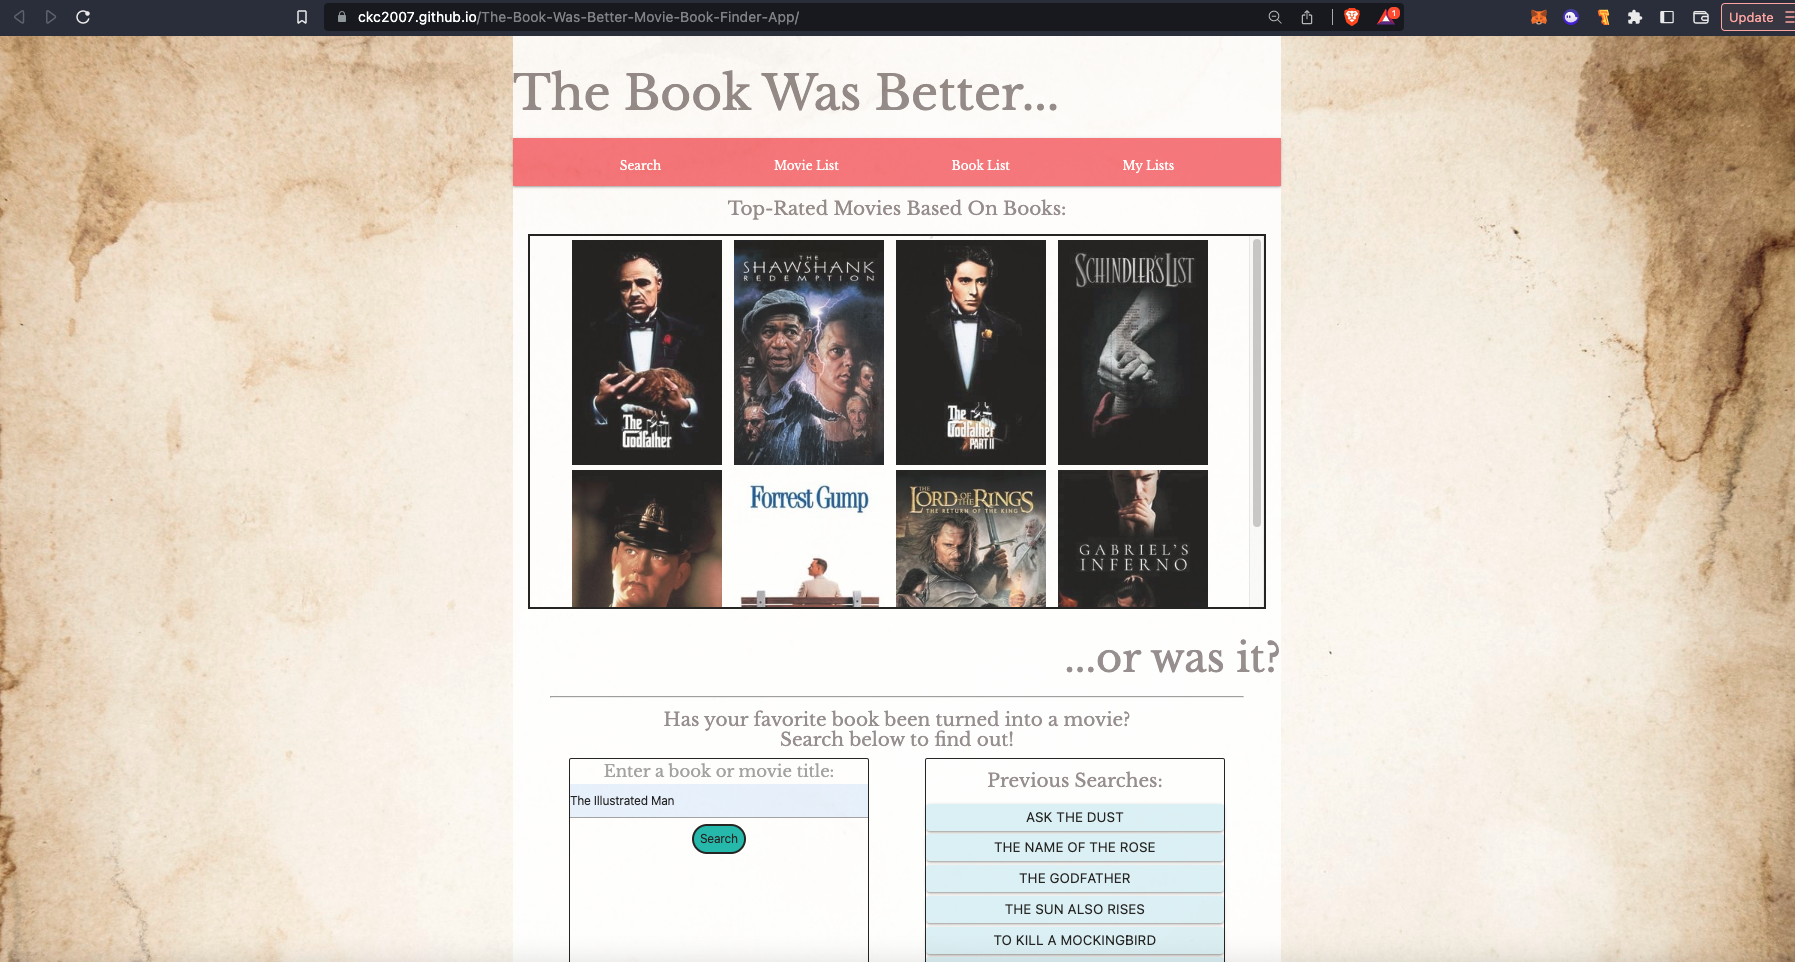 ckc2007.github.io/The-Book-Was-Better-Movie-Book-Finder-App/
1
Update
The Book Was Better...
Search
Movie List
Book List
My Lists
Top-Rated Movies Based On Books:
The
Godfather
THE
SHAWSHANK
REDEMPTION
The
Godfather
PART II
SCHINDLER'S LIST
Forrest Gump
THE
LORD OF THE RINGS
THE RETURN OF THE KING
GABRIEL'S
INFERNO
...or was it?
Has your favorite book been turned into a movie?
Search below to find out!
Enter a book or movie title:
The Illustrated Man
Search
Previous Searches:
ASK THE DUST
THE NAME OF THE ROSE
THE GODFATHER
THE SUN ALSO RISES
TO KILL A MOCKINGBIRD